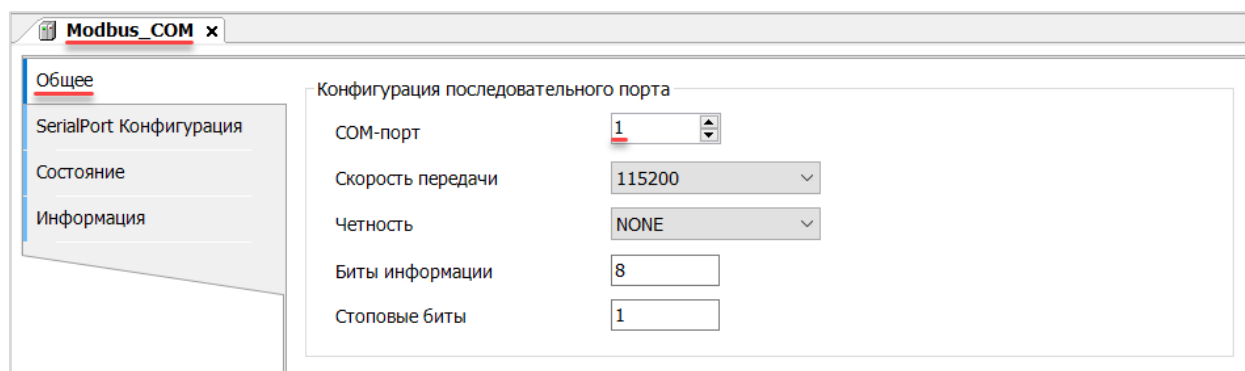 Modbus_COM x
Общее
SerialPort Конфигурация
Состояние
Информация
Конфигурация последовательного порта
COM-порт 1
Скорость передачи 115200
Четность NONE
Биты информации 8
Стоповые биты 1